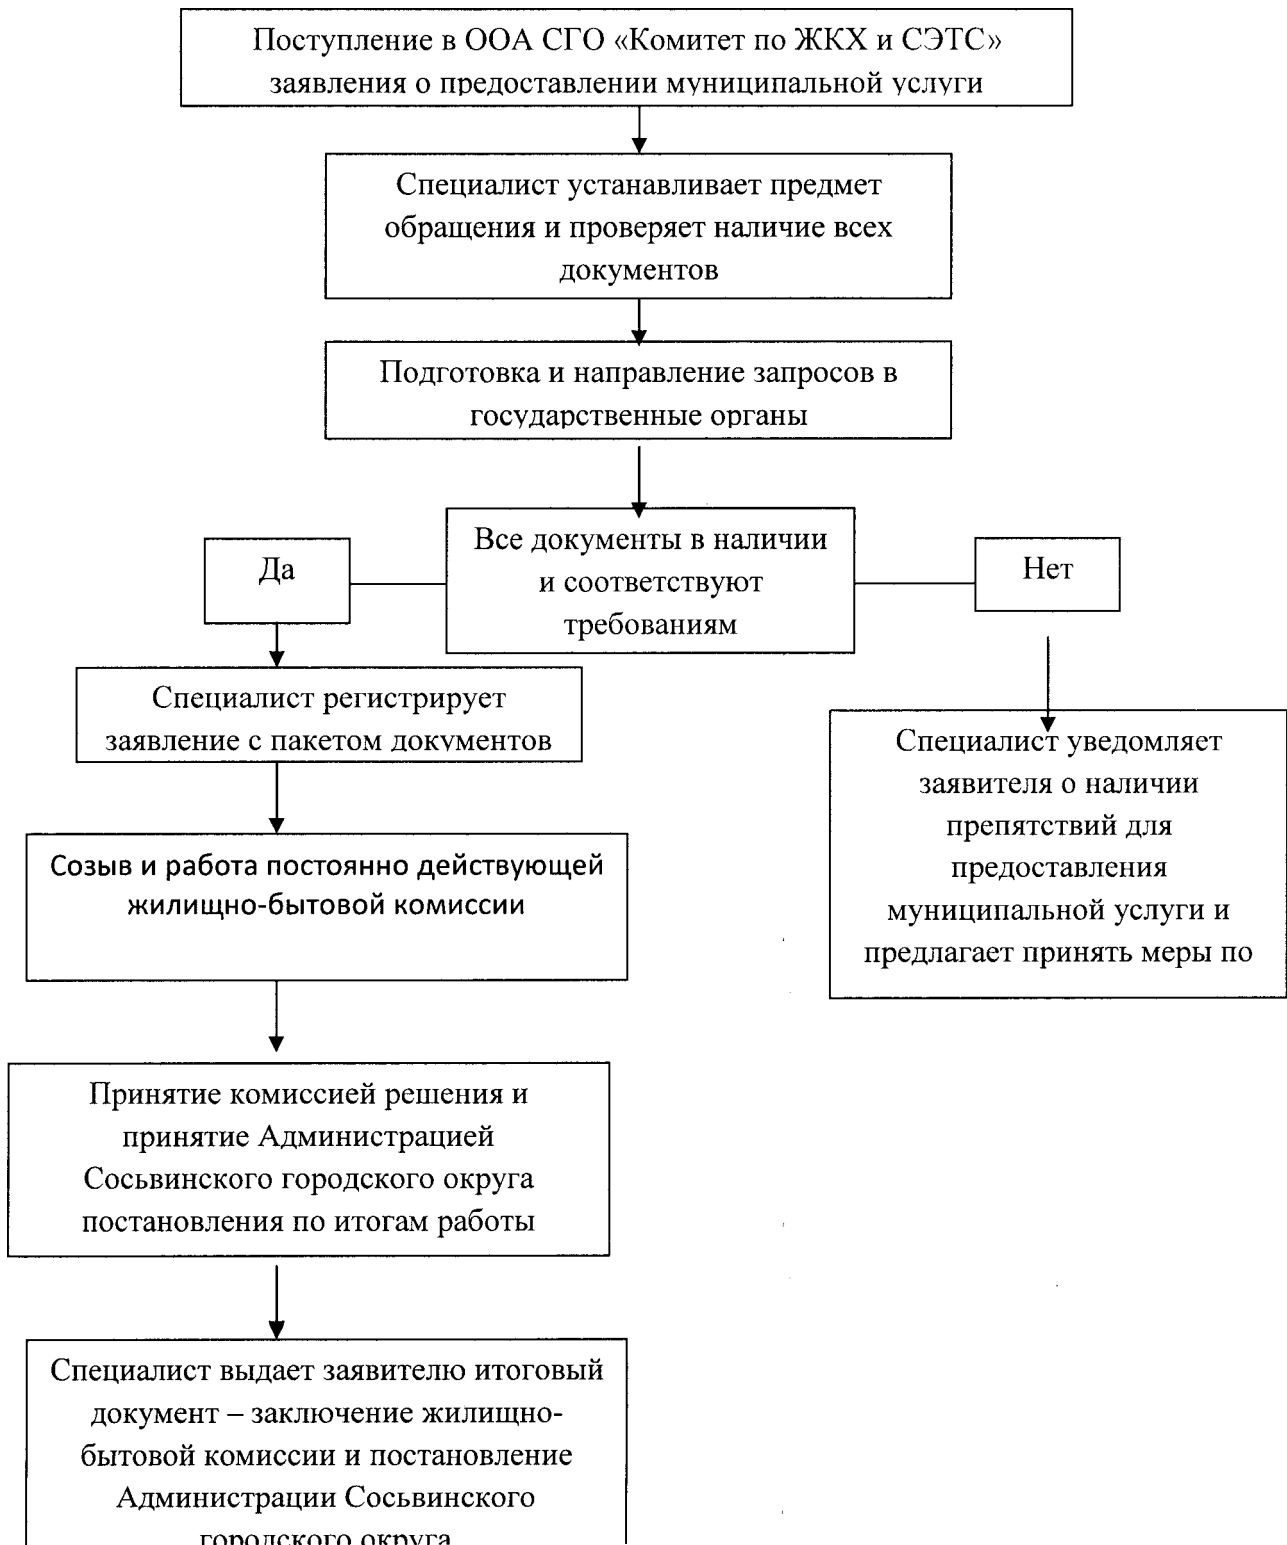 Поступление в ООА СГО «Комитет по ЖКХ и СЭТС»
заявления о предоставлении муниципальной услуги
Специалист устанавливает предмет
обращения и проверяет наличие всех
документов
Подготовка и направление запросов в
государственные органы
Все документы в наличии
и соответствуют
требованиям
Да
Нет
Специалист регистрирует
заявление с пакетом документов
Специалист уведомляет
заявителя о наличии
препятствий для
предоставления
муниципальной услуги и
предлагает принять меры по
Созыв и работа постоянно действующей
жилищно-бытовой комиссии
Принятие комиссией решения и
принятие Администрацией
Сосьвинского городского округа
постановления по итогам работы
Специалист выдает заявителю итоговый
документ – заключение жилищно-
бытовой комиссии и постановление
Администрации Сосьвинского
городского округа